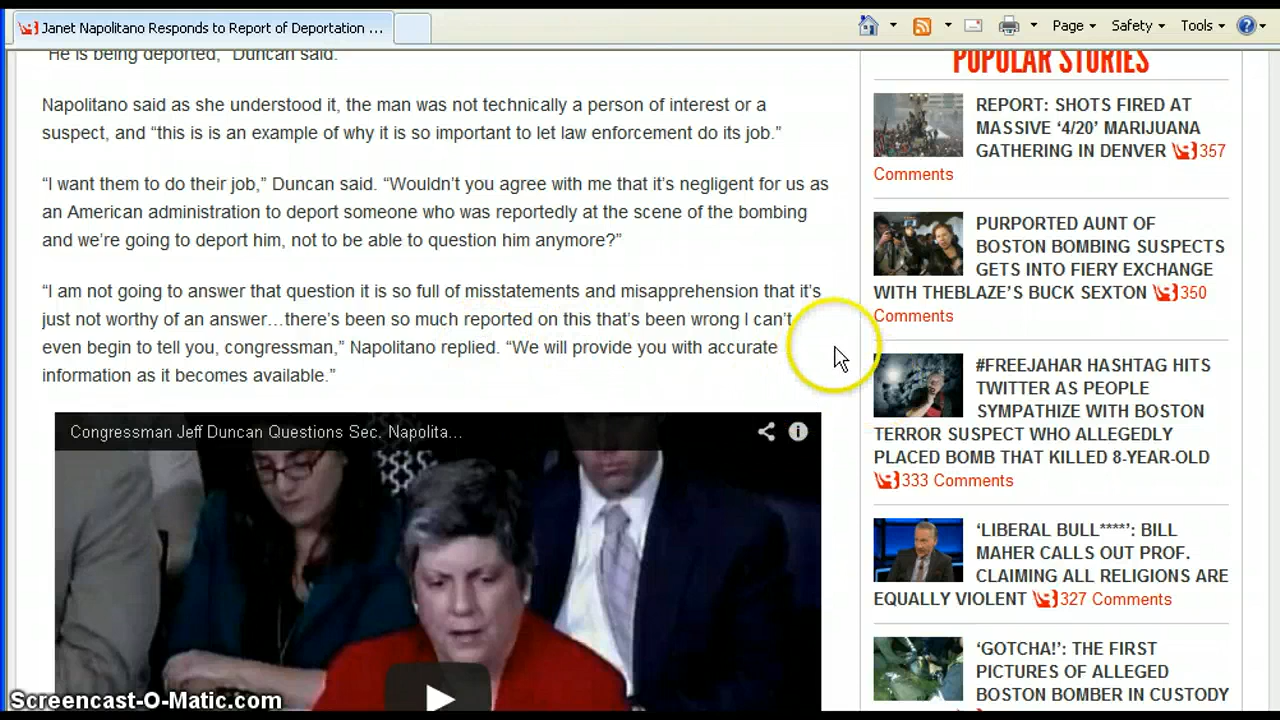 Janet Napolitano Responds to Report of Deportation ...
Page
Safety
Tools
"He is being deported," Duncan said.
Napolitano said as she understood it, the man was not technically a person of interest or a
suspect, and “this is is an example of why it is so important to let law enforcement do its job.”
“I want them to do their job,” Duncan said. “Wouldn’t you agree with me that it’s negligent for us as
an American administration to deport someone who was reportedly at the scene of the bombing
and we’re going to deport him, not to be able to question him anymore?”
“I am not going to answer that question it is so full of misstatements and misapprehension that it’s
just not worthy of an answer…there’s been so much reported on this that’s been wrong I can’t
even begin to tell you, congressman,” Napolitano replied. “We will provide you with accurate
information as it becomes available.”
Congressman Jeff Duncan Questions Sec. Napolita...
POPULAR STORIES
REPORT: SHOTS FIRED AT
MASSIVE ‘4/20’ MARIJUANA
GATHERING IN DENVER 357
Comments
PURPORTED AUNT OF
BOSTON BOMBING SUSPECTS
GETS INTO FIERY EXCHANGE
WITH THEBLAZE’S BUCK SEXTON 350
Comments
#FREEJAHAR HASHTAG HITS
TWITTER AS PEOPLE
SYMPATHIZE WITH BOSTON
TERROR SUSPECT WHO ALLEGEDLY
PLACED BOMB THAT KILLED 8-YEAR-OLD
333 Comments
‘LIBERAL BULL****’: BILL
MAHER CALLS OUT PROF.
CLAIMING ALL RELIGIONS ARE
EQUALLY VIOLENT 327 Comments
‘GOTCHA!’: THE FIRST
PICTURES OF ALLEGED
BOSTON BOMBER IN CUSTODY
Screencast-O-Matic.com